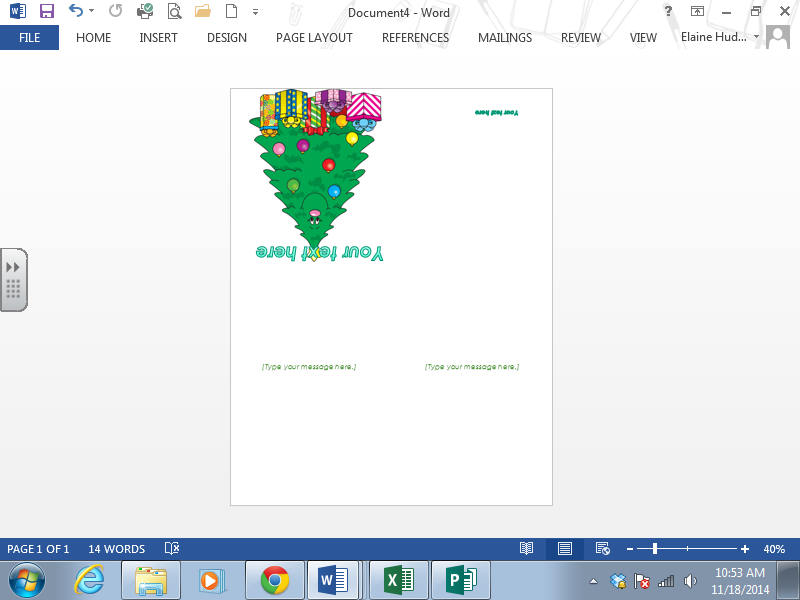 Document4 - Word
?
FILE HOME INSERT DESIGN PAGE LAYOUT REFERENCES MAILINGS REVIEW VIEW Elaine Hud...
Your text here
Your text here
[Type your message here.] [Type your message here.]
PAGE 1 OF 1 14 WORDS 40%
10:53 AM
11/18/2014